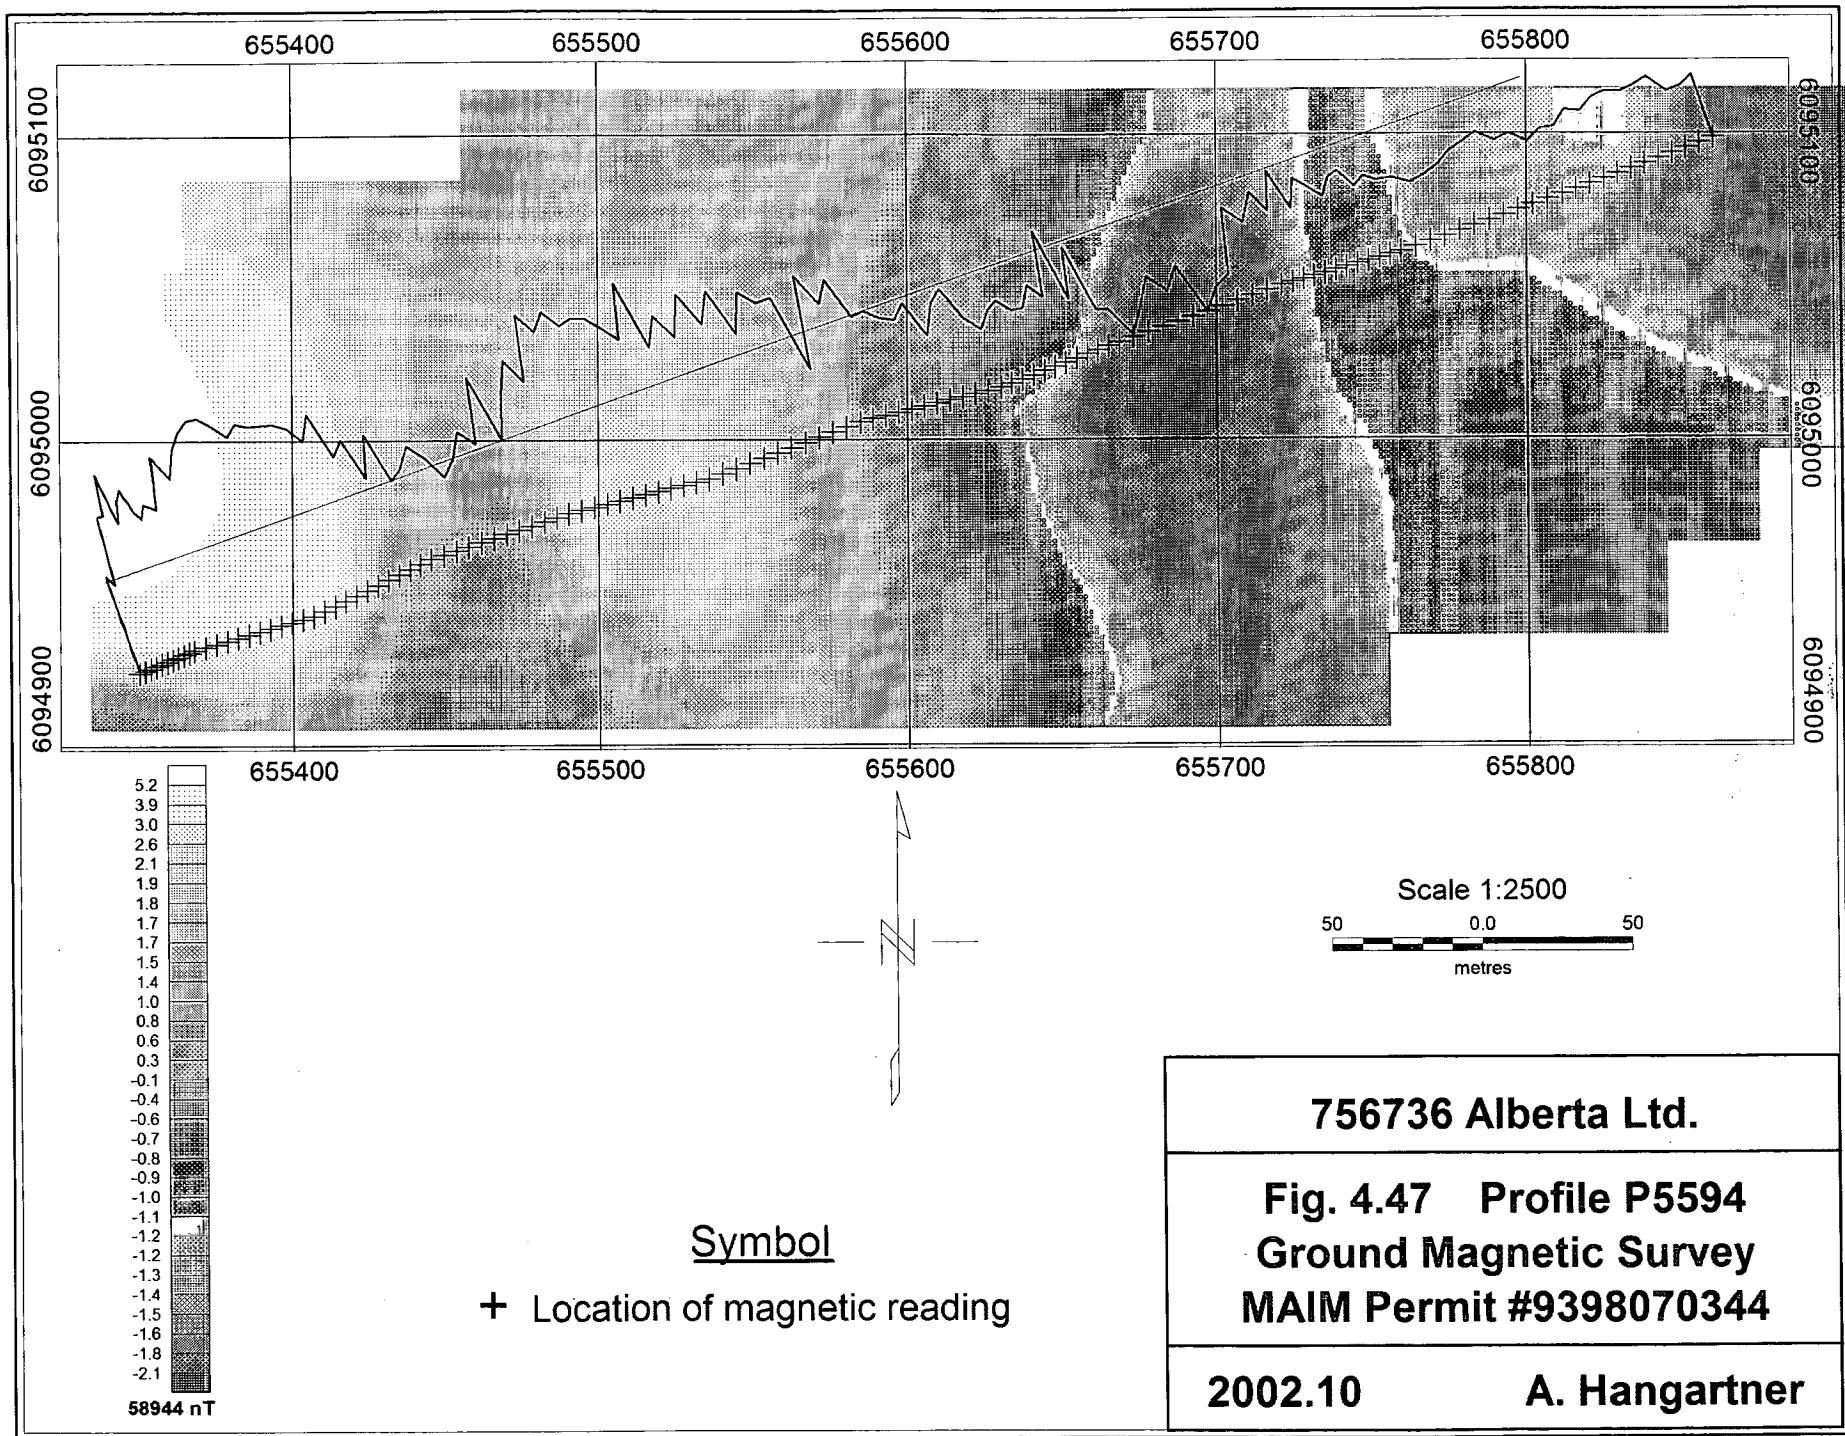 655400 655500 655600 655700 655800
6095100
6095000
6094900
6095100
6095000
6094900
655400 655500 655600 655700 655800
5.2
3.9
3.0
2.6
2.1
1.9
1.8
1.7
1.7
1.5
1.4
1.0
0.8
0.6
0.3
-0.1
-0.4
-0.6
-0.7
-0.8
-0.9
-1.0
-1.1
-1.2
-1.2
-1.3
-1.4
-1.5
-1.6
-1.8
-2.1
58944 nT
N
Scale 1:2500
50 0.0 50
metres
Symbol
+ Location of magnetic reading
756736 Alberta Ltd.
Fig. 4.47 Profile P5594
Ground Magnetic Survey
MAIM Permit #9398070344
2002.10 A. Hangartner